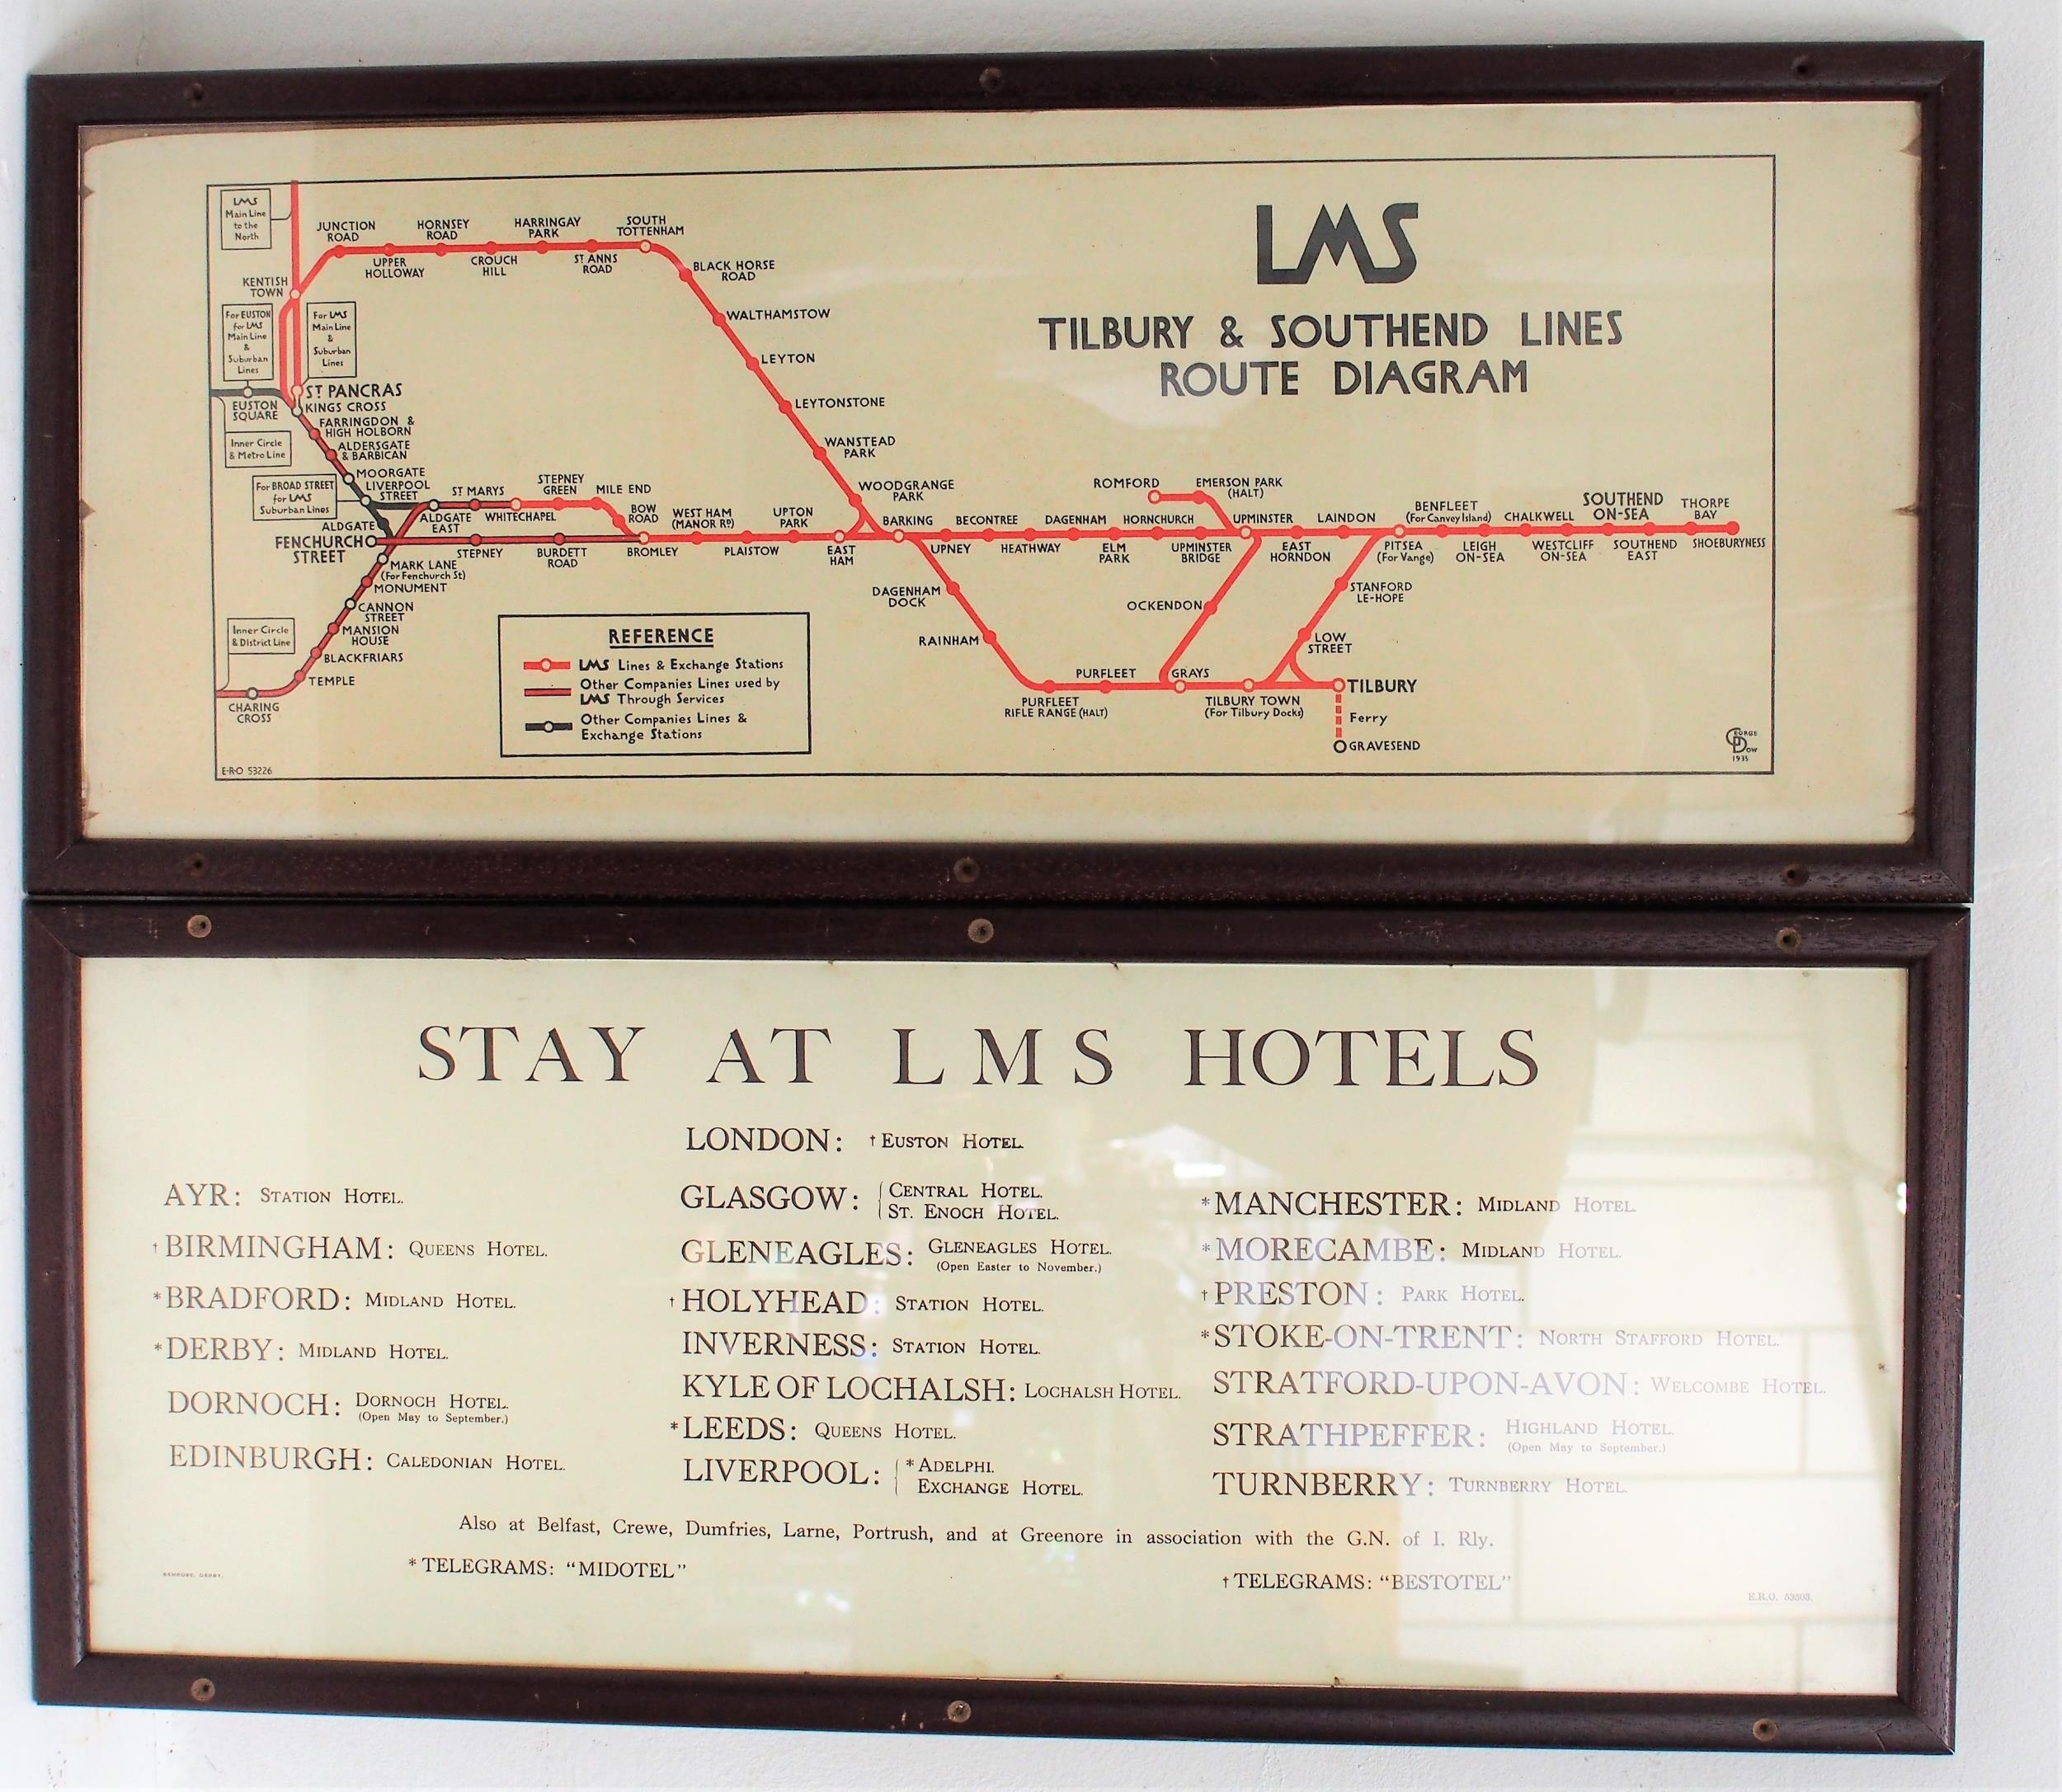 LMS
Main Line
to the
North
JUNCTION
ROAD
HORNSEY
ROAD
HARRINGAY
PARK
SOUTH
TOTTENHAM
UPPER
HOLLOWAY
CROUCH
HILL
ST ANNS
ROAD
BLACK HORSE
ROAD
LMS
TILBURY & SOUTHEND LINES
ROUTE DIAGRAM
KENTISH
TOWN
For EUSTON
for LMS
Main Line
&
Suburban
Lines
For LMS
Main Line
&
Suburban
Lines
WALTHAMSTOW
LEYTON
LEYTONSTONE
WANSTEAD
PARK
WOODGRANGE
PARK
EUSTON
SQUARE
ST PANCRAS
KINGS CROSS
FARRINGDON &
HIGH HOLBORN
ALDERSGATE
& BARBICAN
Inner Circle
& Metro Line
MOORGATE
LIVERPOOL
STREET
For BROAD STREET
for LMS
Suburban Lines
ALDGATE
ALDGATE
EAST
ST MARYS
WHITECHAPEL
STEPNEY
GREEN
MILE END
BOW
ROAD
FENCHURCH
STREET
STEPNEY
BURDETT
ROAD
BROMLEY
WEST HAM
(MANOR RD)
PLAISTOW
UPTON
PARK
EAST
HAM
BARKING
UPNEY
BECONTREE
HEATHWAY
DAGENHAM
ELM
PARK
HORNCHURCH
UPMINSTER
BRIDGE
ROMFORD
EMERSON PARK
(HALT)
UPMINSTER
EAST
HORNDON
LAINDON
PITSEA
(For Vange)
BENFLEET
(For Canvey Island)
LEIGH
ON-SEA
CHALKWELL
WESTCLIFF
ON-SEA
SOUTHEND
ON-SEA
SOUTHEND
EAST
THORPE
BAY
SHOEBURYNESS
MARK LANE
(For Fenchurch St)
MONUMENT
CANNON
STREET
MANSION
HOUSE
BLACKFRIARS
TEMPLE
Inner Circle
& District Line
CHARING
CROSS
DAGENHAM
DOCK
RAINHAM
PURFLEET
RIFLE RANGE (HALT)
PURFLEET
GRAYS
OCKENDON
STANFORD
LE-HOPE
LOW
STREET
TILBURY TOWN
(For Tilbury Docks)
TILBURY
Ferry
GRAVESEND
REFERENCE
LMS Lines & Exchange Stations
Other Companies Lines used by
LMS Through Services
Other Companies Lines &
Exchange Stations
E·R·O 53226
GEORGE
DOW
1935
STAY AT LMS HOTELS
LONDON: † EUSTON HOTEL.
AYR: STATION HOTEL.
† BIRMINGHAM: QUEENS HOTEL.
* BRADFORD: MIDLAND HOTEL.
* DERBY: MIDLAND HOTEL.
DORNOCH: DORNOCH HOTEL.
(Open May to September.)
EDINBURGH: CALEDONIAN HOTEL.
GLASGOW: CENTRAL HOTEL.
ST. ENOCH HOTEL.
GLENEAGLES: GLENEAGLES HOTEL.
(Open Easter to November.)
† HOLYHEAD: STATION HOTEL.
INVERNESS: STATION HOTEL.
KYLE OF LOCHALSH: LOCHALSH HOTEL.
* LEEDS: QUEENS HOTEL.
LIVERPOOL: * ADELPHI.
EXCHANGE HOTEL.
* MANCHESTER: MIDLAND HOTEL.
* MORECAMBE: MIDLAND HOTEL.
† PRESTON: PARK HOTEL.
* STOKE-ON-TRENT: NORTH STAFFORD HOTEL.
STRATFORD-UPON-AVON: WELCOMBE HOTEL.
STRATHPEFFER: HIGHLAND HOTEL.
(Open May to September.)
TURNBERRY: TURNBERRY HOTEL.
Also at Belfast, Crewe, Dumfries, Larne, Portrush, and at Greenore in association with the G.N. of I. Rly.
* TELEGRAMS: "MIDOTEL"
† TELEGRAMS: "BESTOTEL"
BEMROSE, DERBY.
E.R.O. 53503.